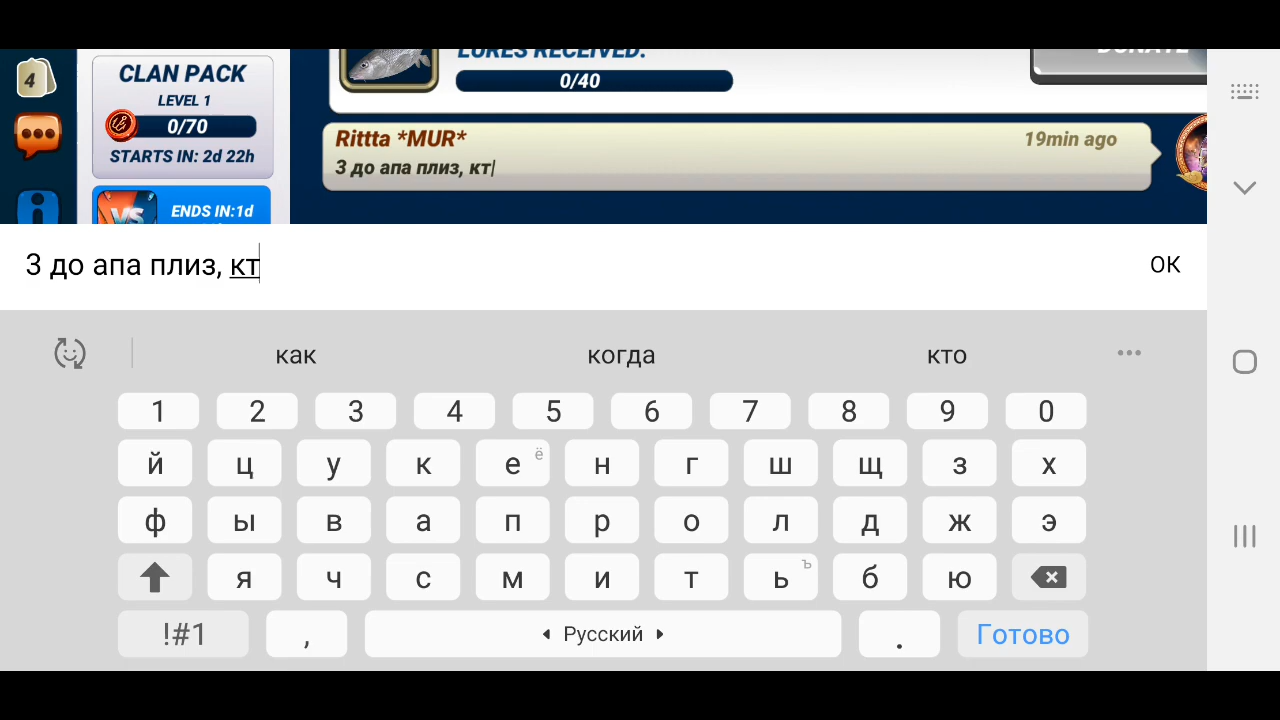 4
CLAN PACK
LEVEL 1
0/70
STARTS IN: 2d 22h
VS
ENDS IN:1d
LURES RECEIVED:
0/40
DONATE
Rittta *MUR*
19min ago
3 до апа плиз, кт
3 до апа плиз, кт
OK
как
когда
кто
1 2 3 4 5 6 7 8 9 0
й ц у к е ё н г ш щ з х
ф ы в а п р о л д ж э
я ч с м и т ь ъ б ю
!#1 , Русский . Готово